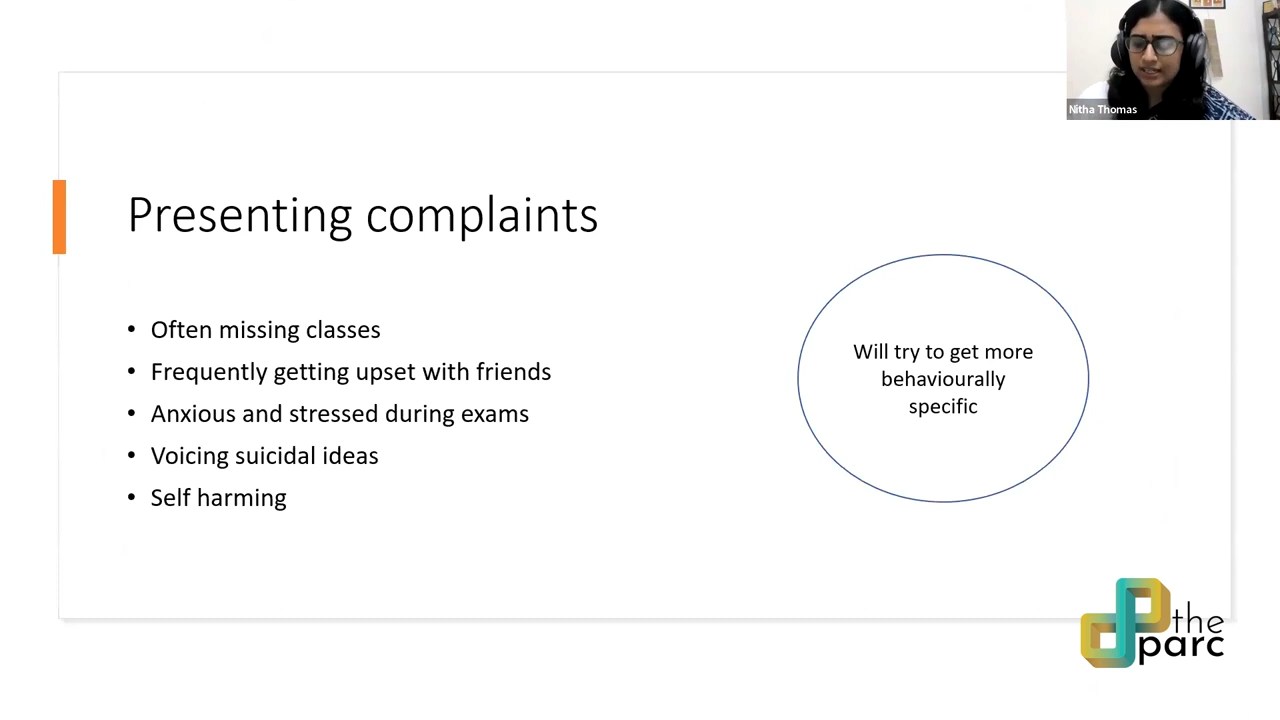 Nitha Thomas
Presenting complaints
• Often missing classes
• Frequently getting upset with friends
• Anxious and stressed during exams
• Voicing suicidal ideas
• Self harming
Will try to get more
behaviourally
specific
the
parc